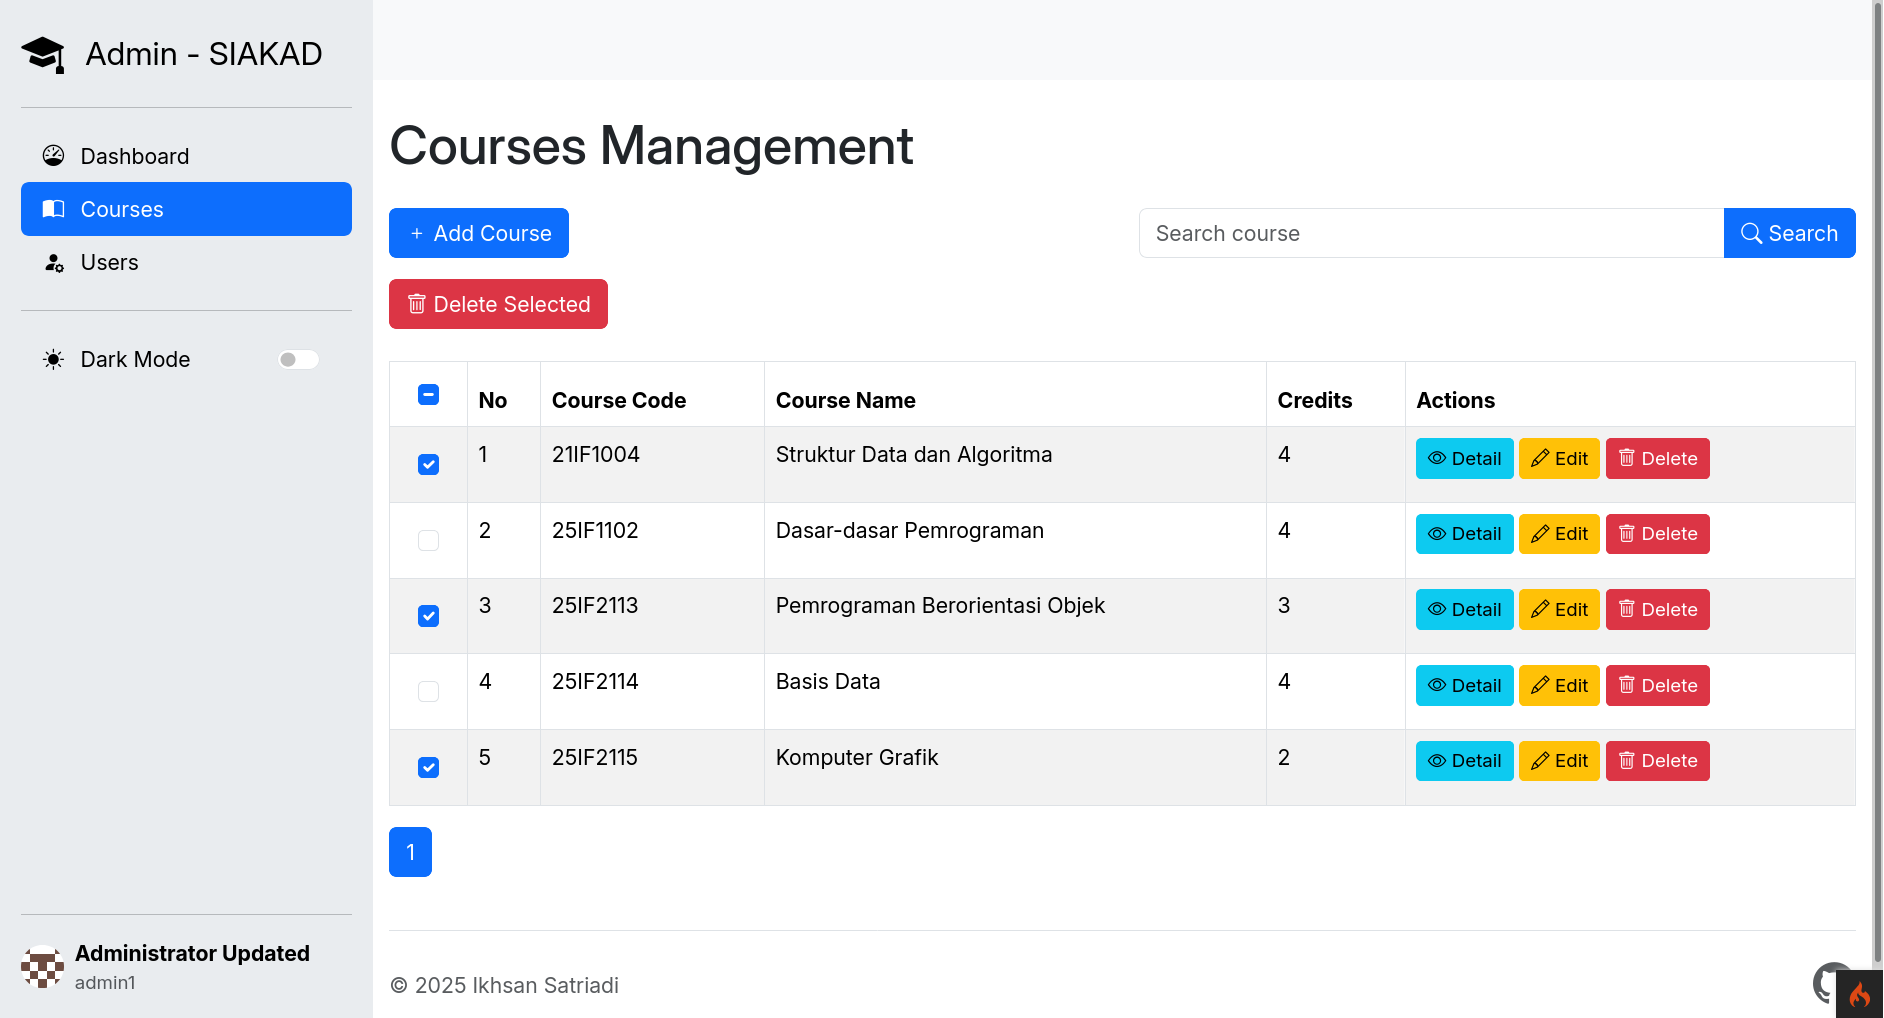 Admin - SIAKAD
Dashboard
Courses
Users
Dark Mode
Administrator Updated
admin1
Courses Management
+ Add Course
Search course
Search
Delete Selected
No Course Code Course Name Credits Actions
1 21IF1004 Struktur Data dan Algoritma 4 Detail Edit Delete
2 25IF1102 Dasar-dasar Pemrograman 4 Detail Edit Delete
3 25IF2113 Pemrograman Berorientasi Objek 3 Detail Edit Delete
4 25IF2114 Basis Data 4 Detail Edit Delete
5 25IF2115 Komputer Grafik 2 Detail Edit Delete
1
© 2025 Ikhsan Satriadi